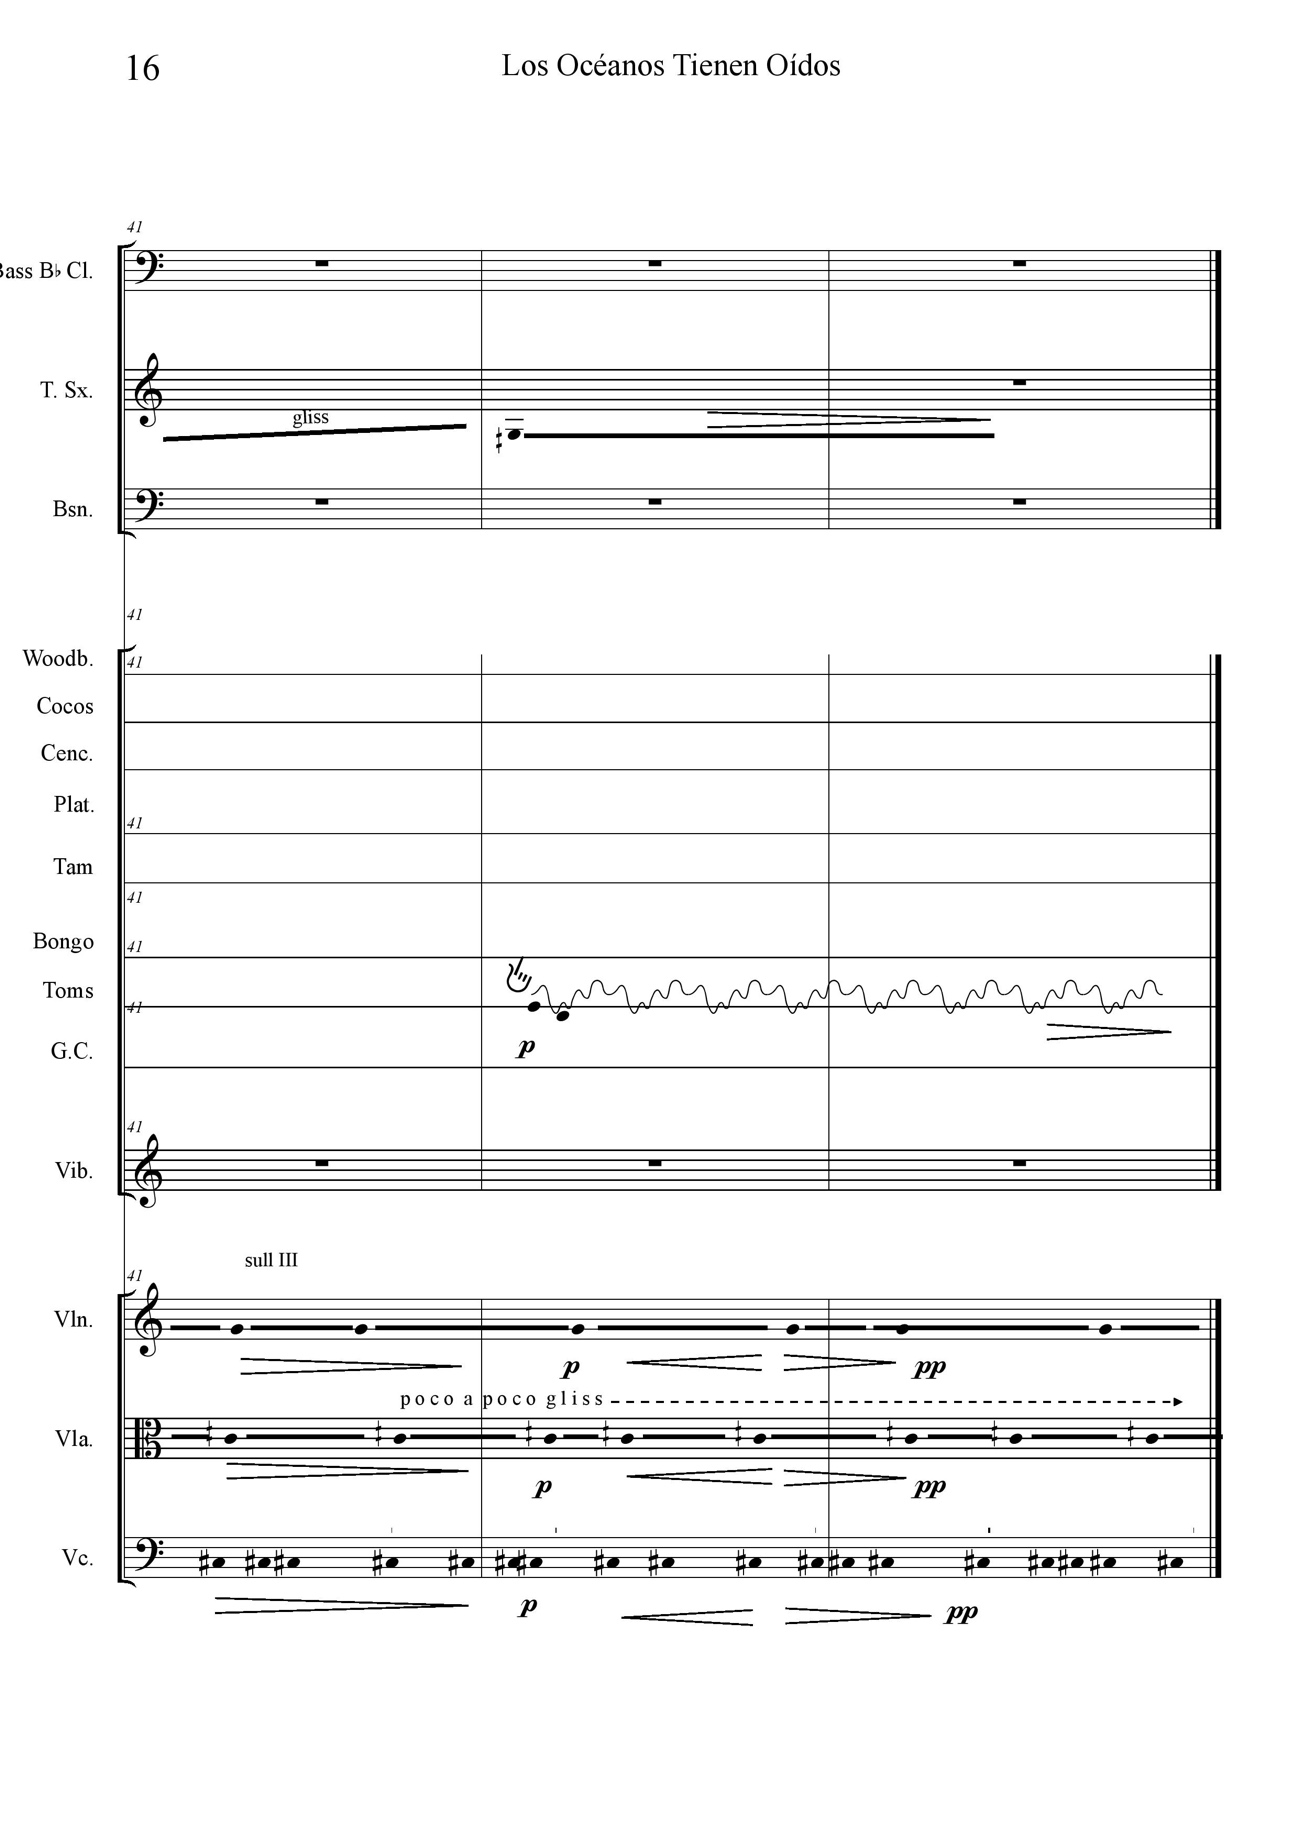 16
Los Océanos Tienen Oídos
41
Bass B♭ Cl.
T. Sx.
gliss
Bsn.
41
Woodb.
41
Cocos
Cenc.
Plat.
41
Tam
41
Bongo
41
Toms
41
p
G.C.
41
Vib.
sull III
41
Vln.
p
pp
poco a poco gliss
Vla.
p
pp
Vc.
p
pp